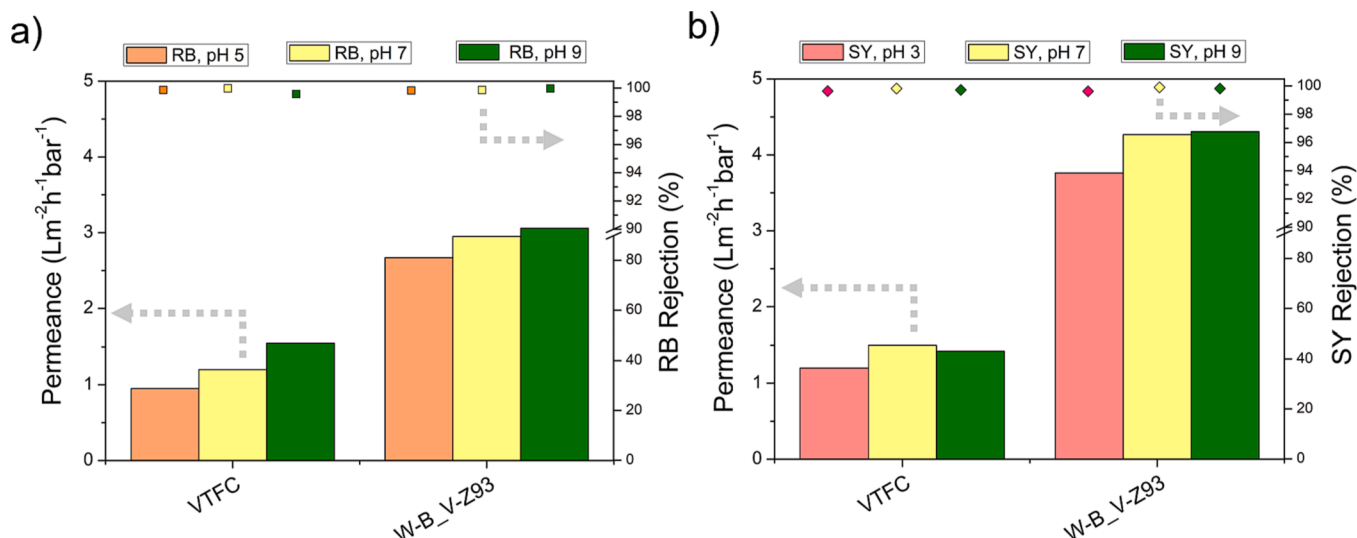 a)
RB, pH 5
RB, pH 7
RB, pH 9
Permeance (Lm⁻²h⁻¹bar⁻¹)
5
4
3
2
1
0
100
98
96
94
92
90
80
60
40
20
0
RB Rejection (%)
VTFC
W-B_V-Z93
b)
SY, pH 3
SY, pH 7
SY, pH 9
Permeance (Lm⁻²h⁻¹bar⁻¹)
5
4
3
2
1
0
100
98
96
94
92
90
80
60
40
20
0
SY Rejection (%)
VTFC
W-B_V-Z93